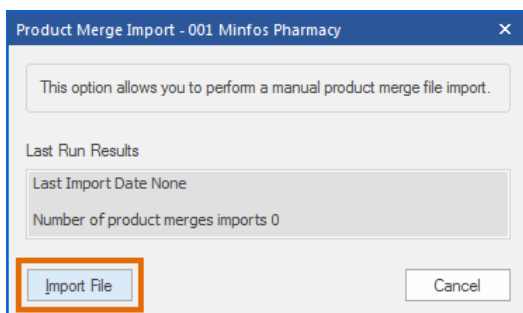 Product Merge Import - 001 Minfos Pharmacy
This option allows you to perform a manual product merge file import.
Last Run Results
Last Import Date None
Number of product merges imports 0
Import File
Cancel